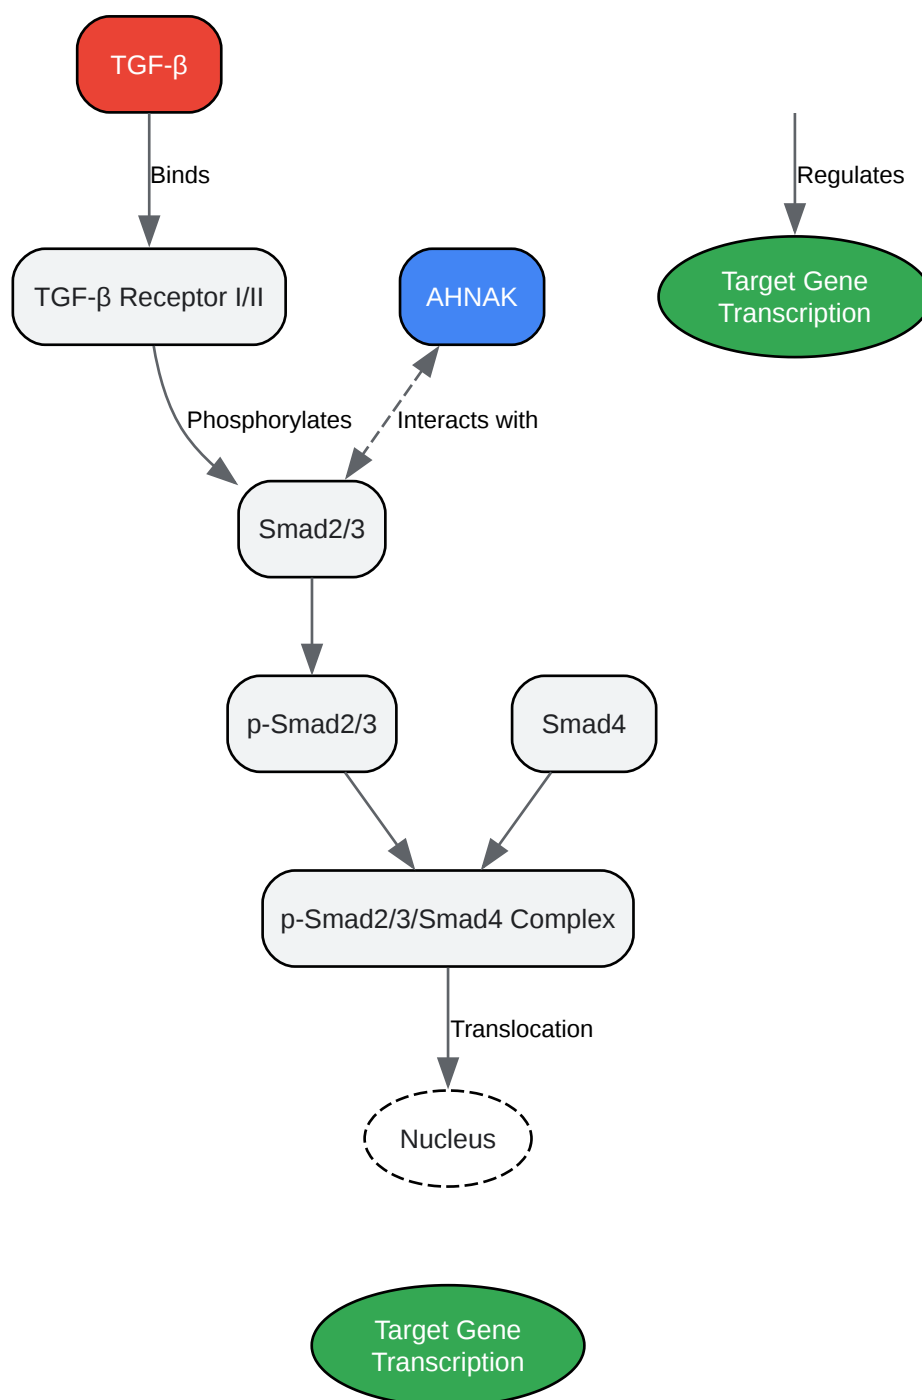 TGF-β
Binds
Regulates
TGF-β Receptor I/II
AHNAK
Target Gene
Transcription
Phosphorylates
Interacts with
Smad2/3
p-Smad2/3
Smad4
p-Smad2/3/Smad4 Complex
Translocation
Nucleus
Target Gene
Transcription